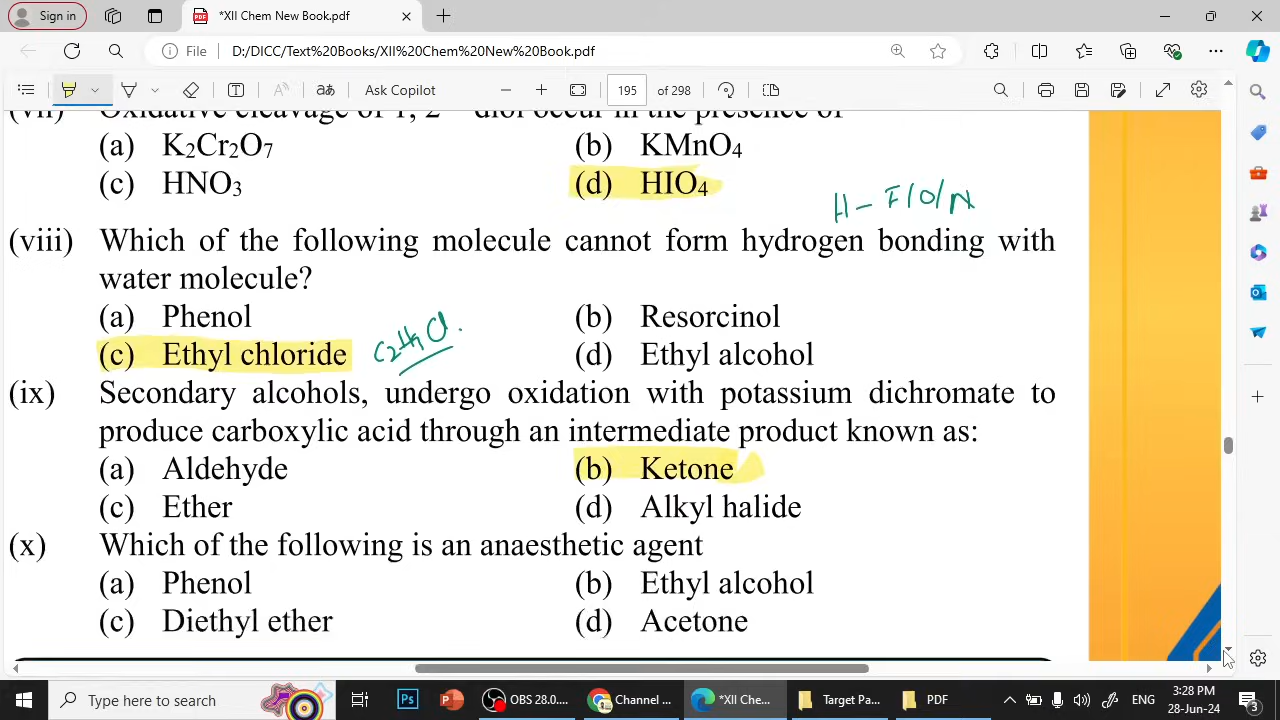 Sign in
*XII Chem New Book.pdf
File D:/DICC/Text%20Books/XII%20Chem%20New%20Book.pdf
Ask Copilot 195 of 298
(vii) Oxidative cleavage of 1, 2 – diol occur in the presence of
(a) K₂Cr₂O₇ (b) KMnO₄
(c) HNO₃ (d) HIO₄
H – F/O/N
(viii) Which of the following molecule cannot form hydrogen bonding with
water molecule?
(a) Phenol (b) Resorcinol
(c) Ethyl chloride (d) Ethyl alcohol
(ix) Secondary alcohols, undergo oxidation with potassium dichromate to
produce carboxylic acid through an intermediate product known as:
(a) Aldehyde (b) Ketone
(c) Ether (d) Alkyl halide
(x) Which of the following is an anaesthetic agent
(a) Phenol (b) Ethyl alcohol
(c) Diethyl ether (d) Acetone
Type here to search Ps P OBS 28.0.... Channel ... *XII Che... Target Pa... PDF ENG 3:28 PM
28-Jun-24 3